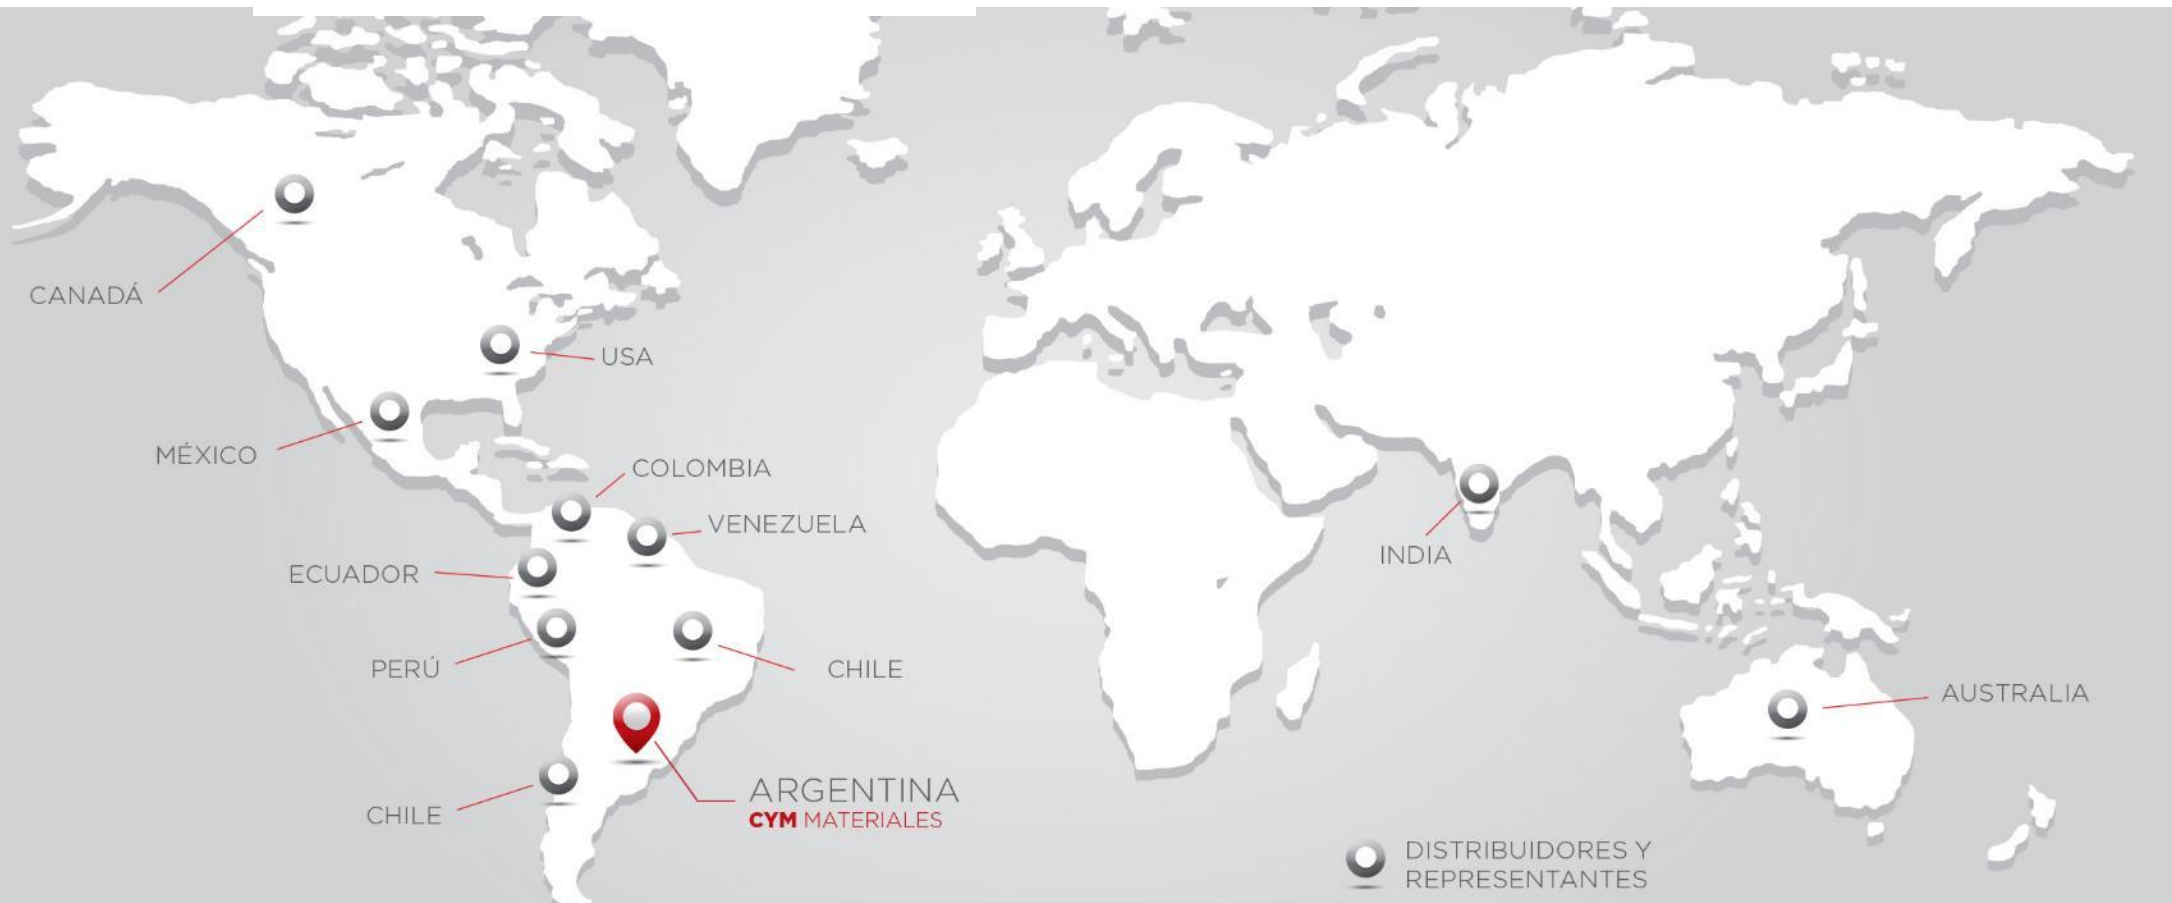 CANADÁ
USA
MÉXICO
COLOMBIA
VENEZUELA
ECUADOR
INDIA
PERÚ
CHILE
AUSTRALIA
ARGENTINA
CYM MATERIALES
CHILE
DISTRIBUIDORES Y
REPRESENTANTES